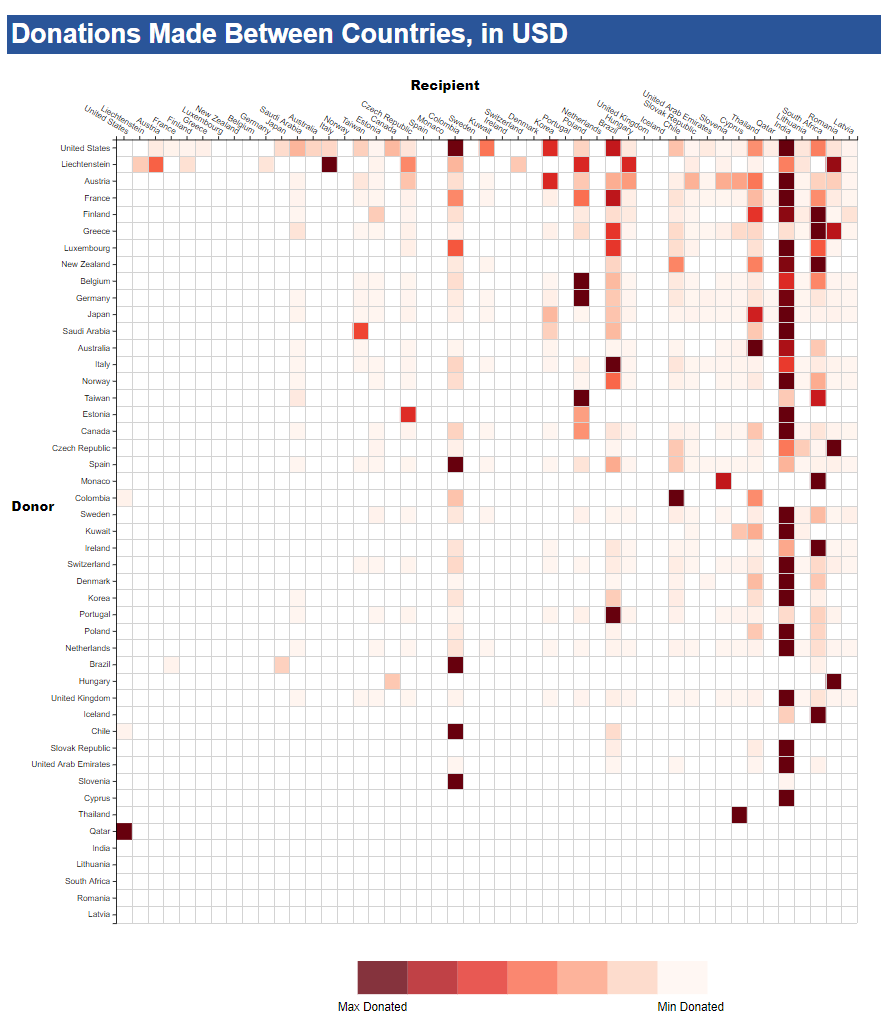 Donations Made Between Countries, in USD
Recipient
United States
Liechtenstein
Austria
France
Finland
Greece
Luxembourg
New Zealand
Belgium
Germany
Japan
Saudi Arabia
Australia
Italy
Norway
Taiwan
Estonia
Canada
Czech Republic
Spain
Monaco
Colombia
Sweden
Kuwait
Ireland
Switzerland
Denmark
Korea
Portugal
Poland
Netherlands
Brazil
Hungary
United Kingdom
Iceland
Chile
Slovak Republic
United Arab Emirates
Slovenia
Cyprus
Thailand
Qatar
India
Lithuania
South Africa
Romania
Latvia
Donor
United States
Liechtenstein
Austria
France
Finland
Greece
Luxembourg
New Zealand
Belgium
Germany
Japan
Saudi Arabia
Australia
Italy
Norway
Taiwan
Estonia
Canada
Czech Republic
Spain
Monaco
Colombia
Sweden
Kuwait
Ireland
Switzerland
Denmark
Korea
Portugal
Poland
Netherlands
Brazil
Hungary
United Kingdom
Iceland
Chile
Slovak Republic
United Arab Emirates
Slovenia
Cyprus
Thailand
Qatar
India
Lithuania
South Africa
Romania
Latvia
Max Donated
Min Donated